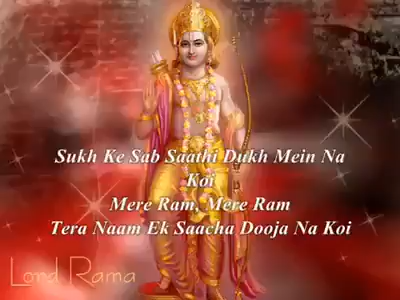 Sukh Ke Sab Saathi Dukh Mein Na
Koi
Mere Ram, Mere Ram
Tera Naam Ek Saacha Dooja Na Koi
Lord Rama